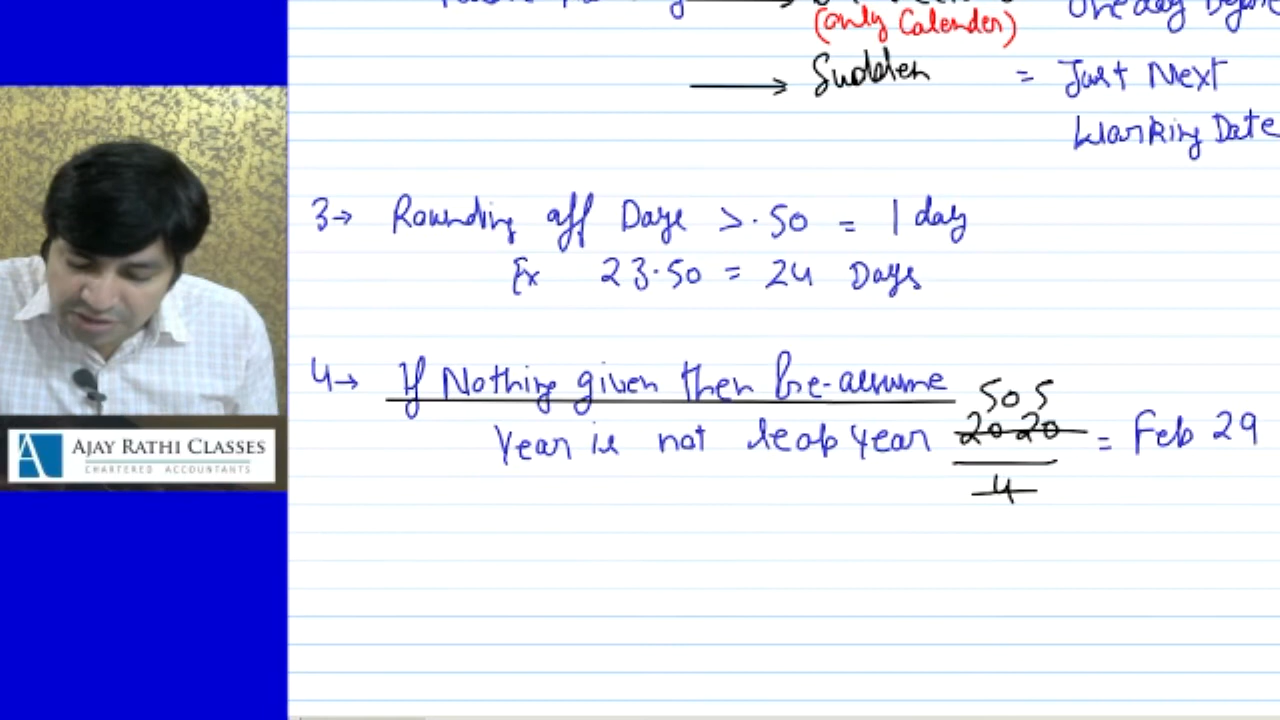 (only Calender)
One day
Sudden = Just Next
Working Date
3→ Rounding off Days > .50 = 1 day
Ex 23.50 = 24 Days
4→ If Nothing given then Pre-assume
Year is not leap year 2020 / 4 505 = Feb 29
AJAY RATHI CLASSES
CHARTERED ACCOUNTANTS